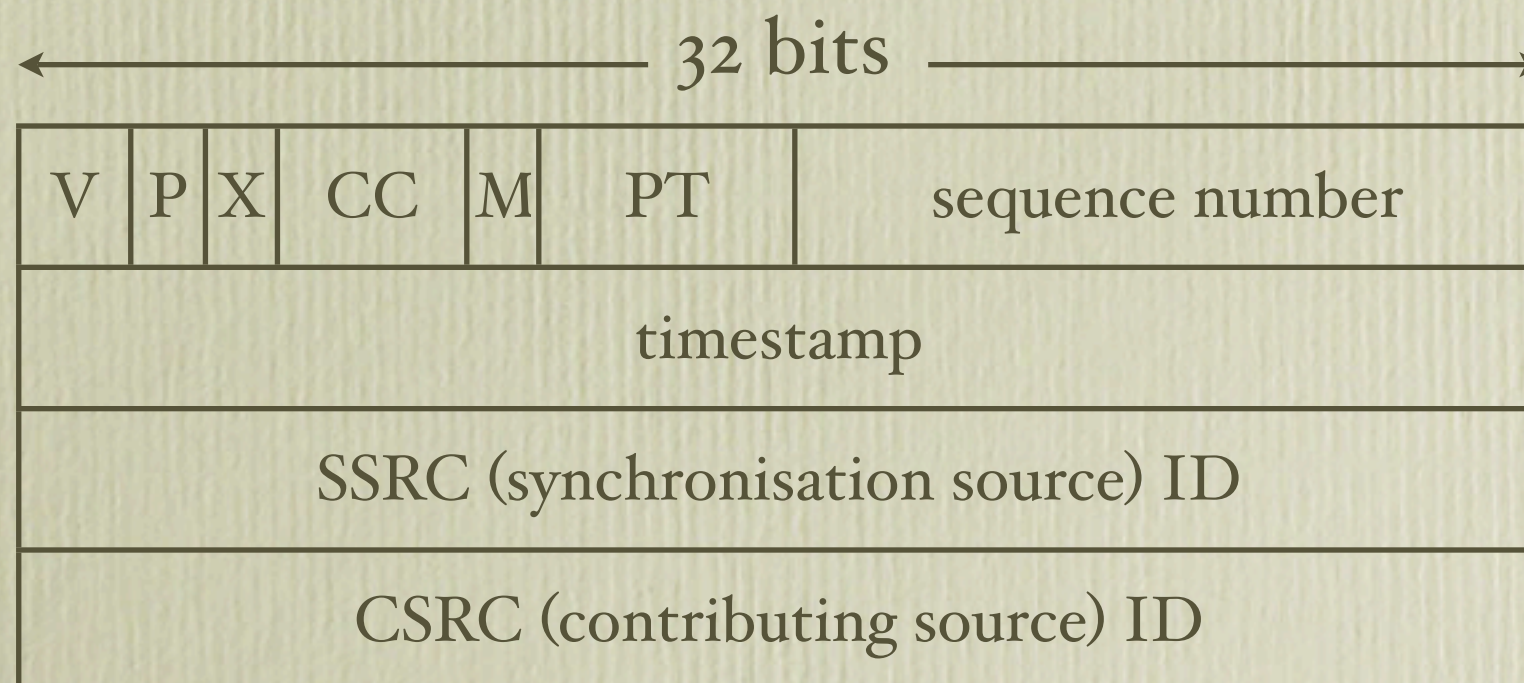 32 bits
V P X CC M PT sequence number
timestamp
SSRC (synchronisation source) ID
CSRC (contributing source) ID